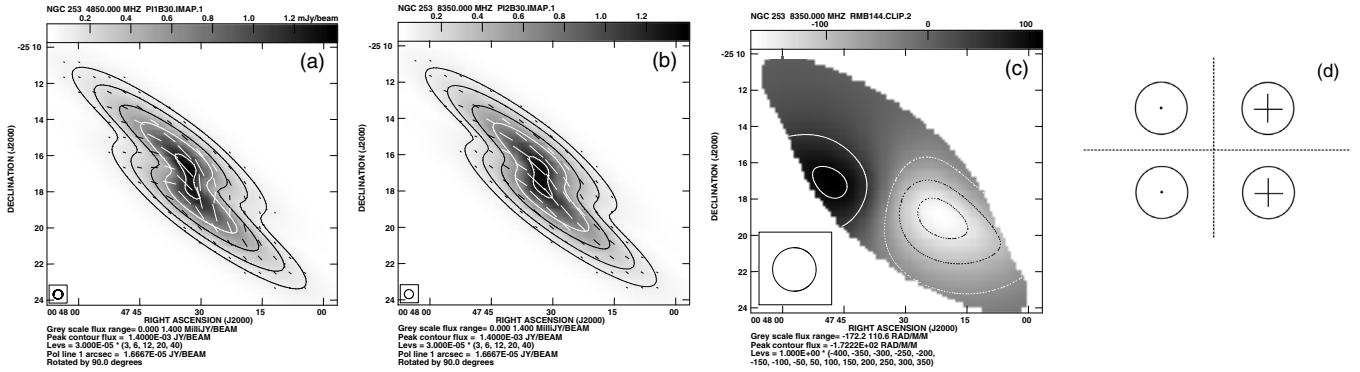 NGC 253 4850.000 MHZ PI1B30.IMAP.1
0.2 0.4 0.6 0.8 1.0 1.2 mJy/beam
(a)
-25 10
12
14
16
18
20
22
24
DECLINATION (J2000)
00 48 00 47 45 30 15 00
RIGHT ASCENSION (J2000)
Grey scale flux range= 0.000 1.400 MilliJY/BEAM
Peak contour flux = 1.4000E-03 JY/BEAM
Levs = 3.000E-05 * (3, 6, 12, 20, 40)
Pol line 1 arcsec = 1.6667E-05 JY/BEAM
Rotated by 90.0 degrees
NGC 253 8350.000 MHZ PI2B30.IMAP.1
0.2 0.4 0.6 0.8 1.0 1.2
(b)
-25 10
12
14
16
18
20
22
24
DECLINATION (J2000)
00 48 00 47 45 30 15 00
RIGHT ASCENSION (J2000)
Grey scale flux range= 0.000 1.400 MilliJY/BEAM
Peak contour flux = 1.4000E-03 JY/BEAM
Levs = 3.000E-05 * (3, 6, 12, 20, 40)
Pol line 1 arcsec = 1.6667E-05 JY/BEAM
Rotated by 90.0 degrees
NGC 253 8350.000 MHZ RMB144.CLIP.2
-100 0 100
(c)
-25 10
12
14
16
18
20
22
24
DECLINATION (J2000)
00 48 00 47 45 30 15 00
RIGHT ASCENSION (J2000)
Grey scale flux range= -172.2 110.6 RAD/M/M
Peak contour flux = -1.7222E+02 RAD/M/M
Levs = 1.000E+00 * (-400, -350, -300, -250, -200,
-150, -100, -50, 50, 100, 150, 200, 250, 300, 350)
(d)